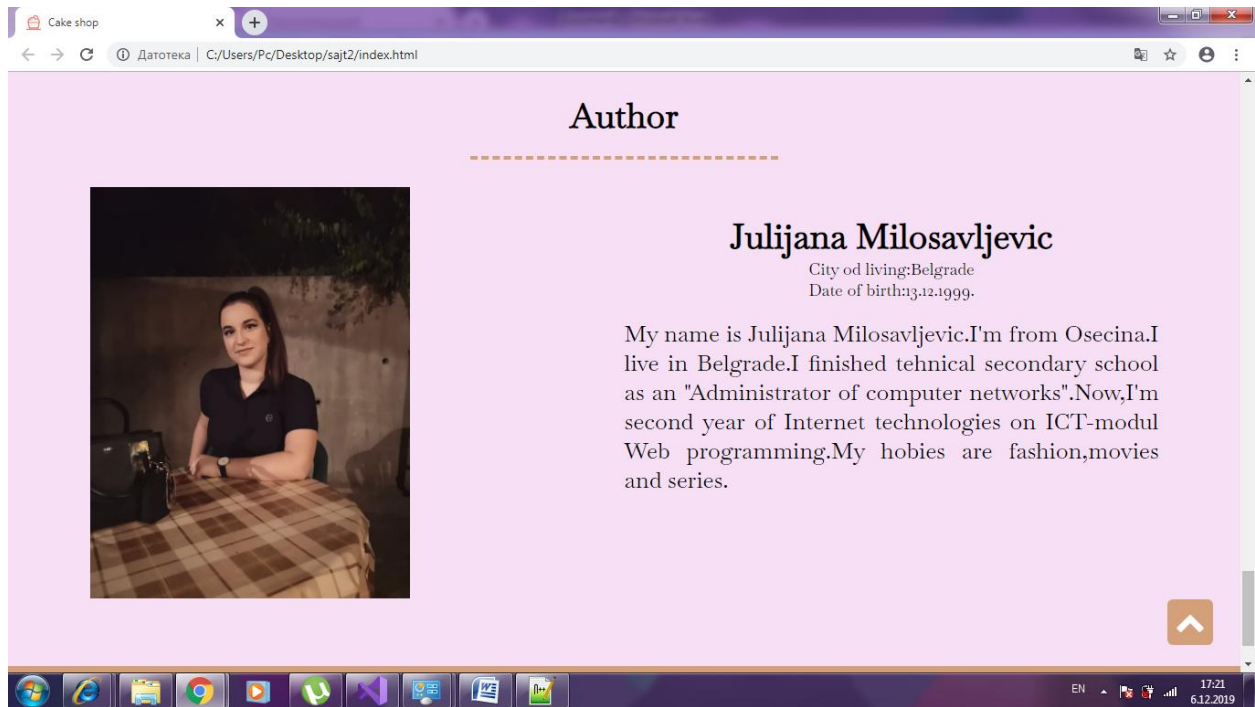 Cake shop
Датотека | C:/Users/Pc/Desktop/sajt2/index.html
Author
Julijana Milosavljevic
City od living:Belgrade
Date of birth:13.12.1999.
My name is Julijana Milosavljevic.I'm from Osecina.I
live in Belgrade.I finished tehnical secondary school
as an "Administrator of computer networks".Now,I'm
second year of Internet technologies on ICT-modul
Web programming.My hobies are fashion,movies
and series.
EN
17:21
6.12.2019